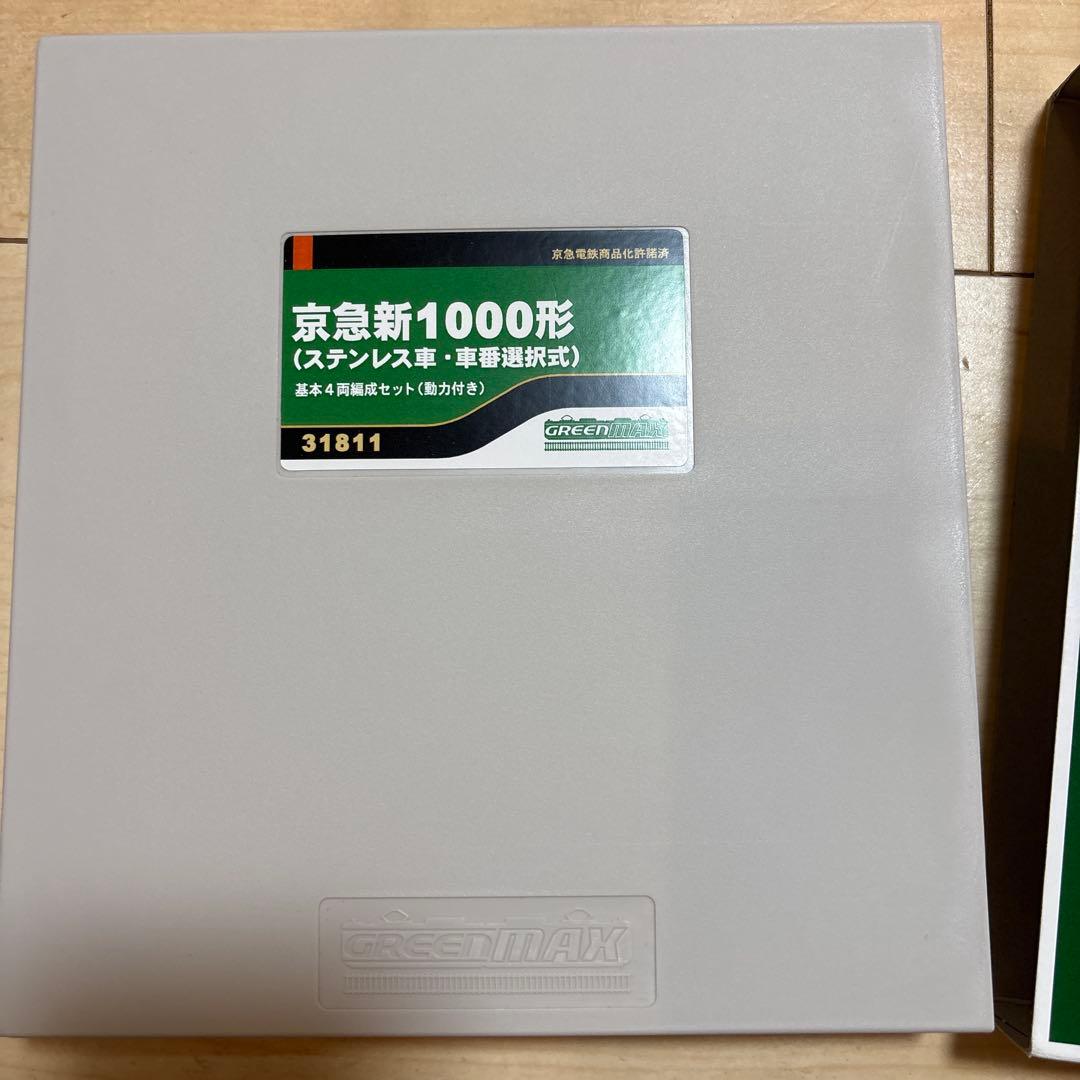 京急電鉄商品化許諾済
京急新1000形
(ステンレス車・車番選択式)
基本4両編成セット(動力付き)
31811
GREENMAX
GREENMAX